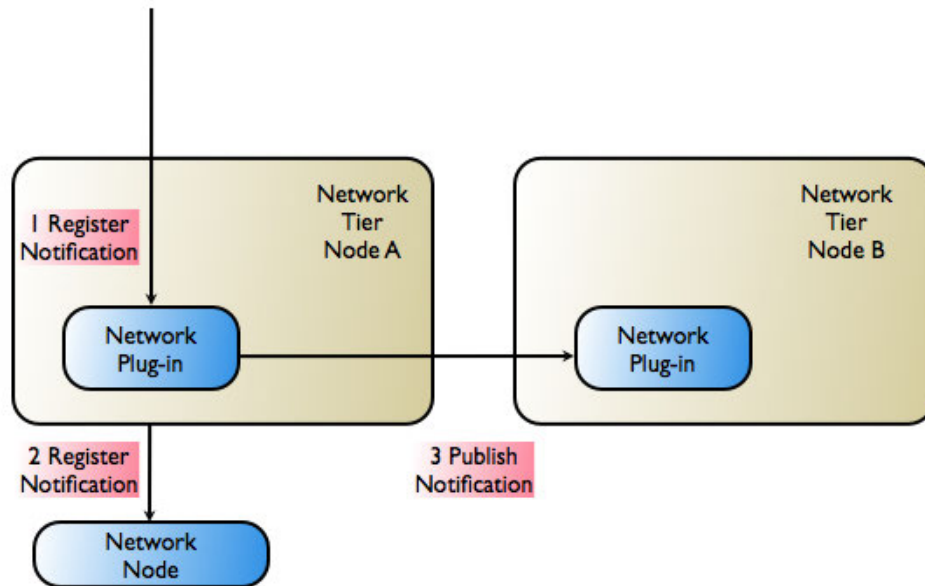 Network
Tier
Node A
Network
Tier
Node B
1 Register
Notification
Network
Plug-in
Network
Plug-in
2 Register
Notification
3 Publish
Notification
Network
Node